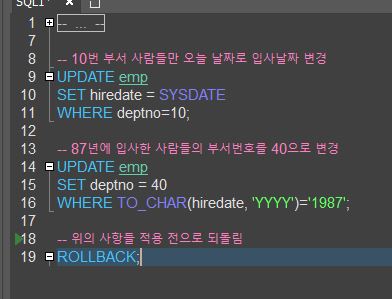 SQL1*
1 -- ... --
7
8 -- 10번 부서 사람들만 오늘 날짜로 입사날짜 변경
9 UPDATE emp
10 SET hiredate = SYSDATE
11 WHERE deptno=10;
12
13 -- 87년에 입사한 사람들의 부서번호를 40으로 변경
14 UPDATE emp
15 SET deptno = 40
16 WHERE TO_CHAR(hiredate, 'YYYY')='1987';
17
18 -- 위의 사항들 적용 전으로 되돌림
19 ROLLBACK;